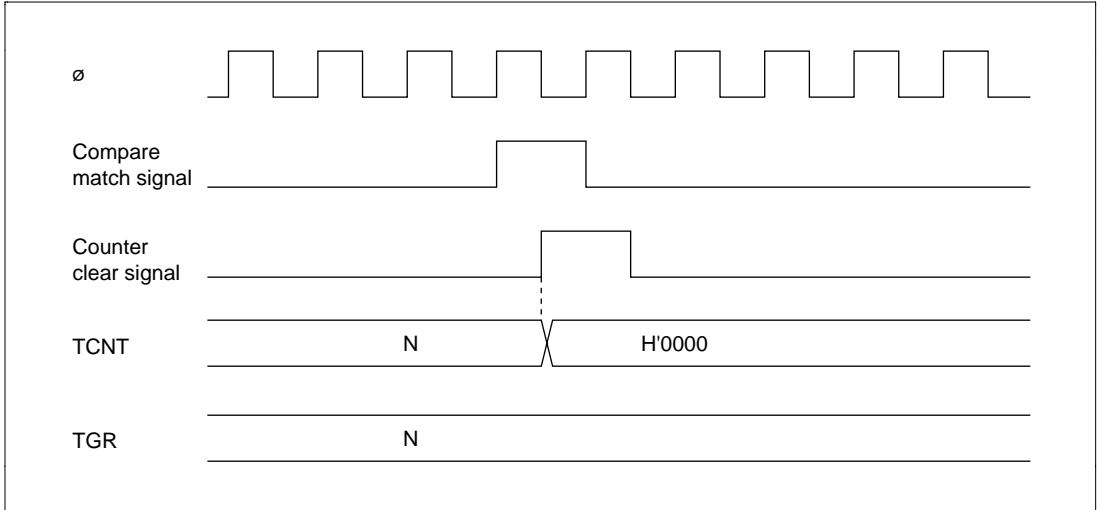 ø
Compare
match signal
Counter
clear signal
TCNT N H'0000
TGR N